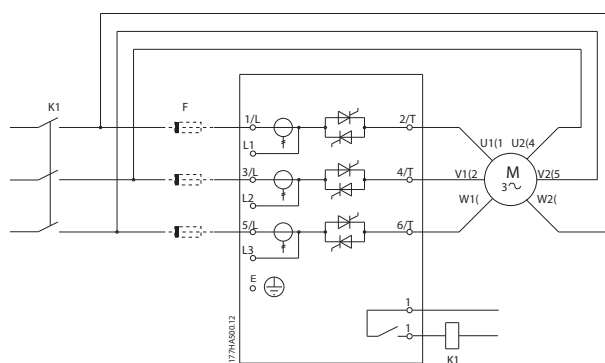 K1
F
1/L
2/T
L1
3/L
4/T
L2
5/L
6/T
L3
E
U1(1
U2(4
V1(2
M
3~
V2(5
W1(
W2(
1
1
K1
177HA500.12